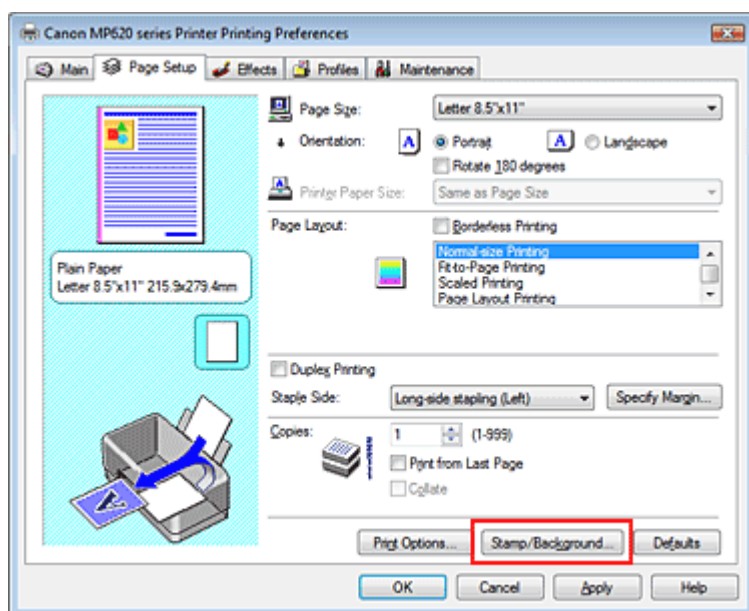 Canon MP620 series Printer Printing Preferences
Main Page Setup Effects Profiles Maintenance
Page Size: Letter 8.5"x11"
Orientation: A Portrait A Landscape
Rotate 180 degrees
Printer Paper Size: Same as Page Size
Page Layout: Borderless Printing
Normal-size Printing
Fit-to-Page Printing
Scaled Printing
Page Layout Printing
Plain Paper
Letter 8.5"x11" 215.9x279.4mm
Duplex Printing
Staple Side: Long-side stapling (Left) Specify Margin...
Copies: 1 (1-999)
Print from Last Page
Collate
Print Options... Stamp/Background... Defaults
OK Cancel Apply Help